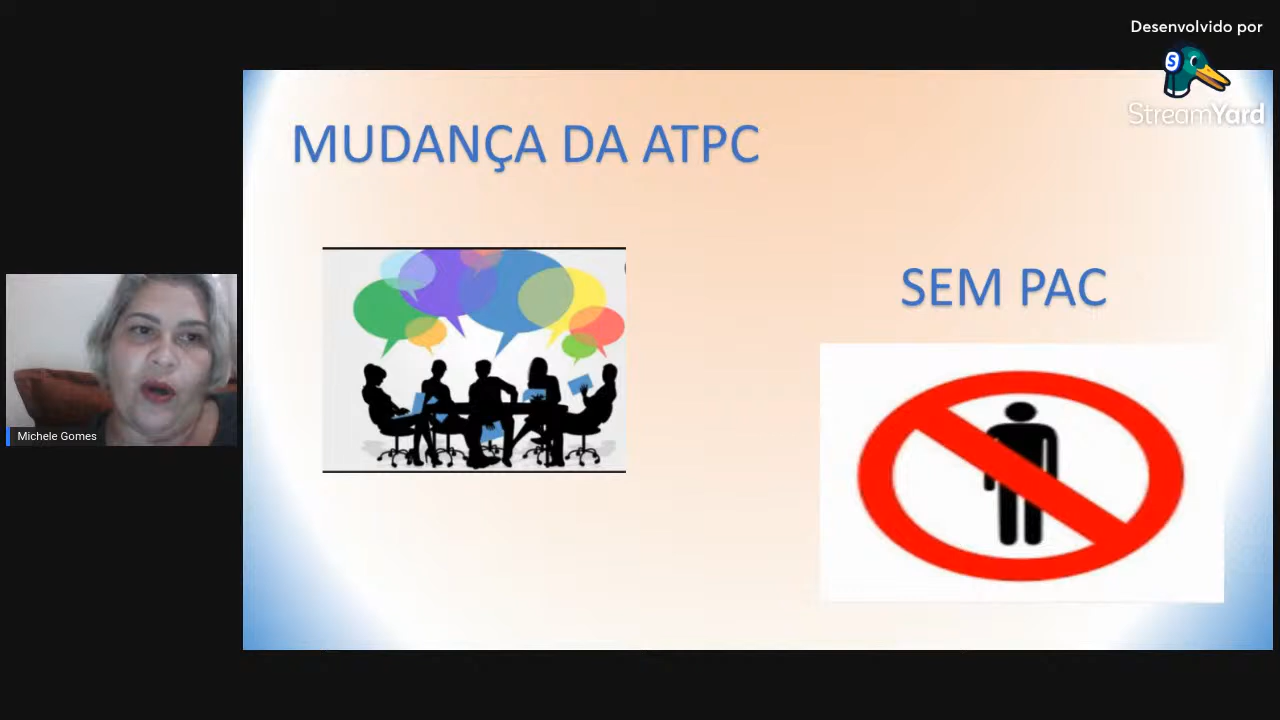 Desenvolvido por
S
StreamYard
MUDANÇA DA ATPC
SEM PAC
Michele Gomes